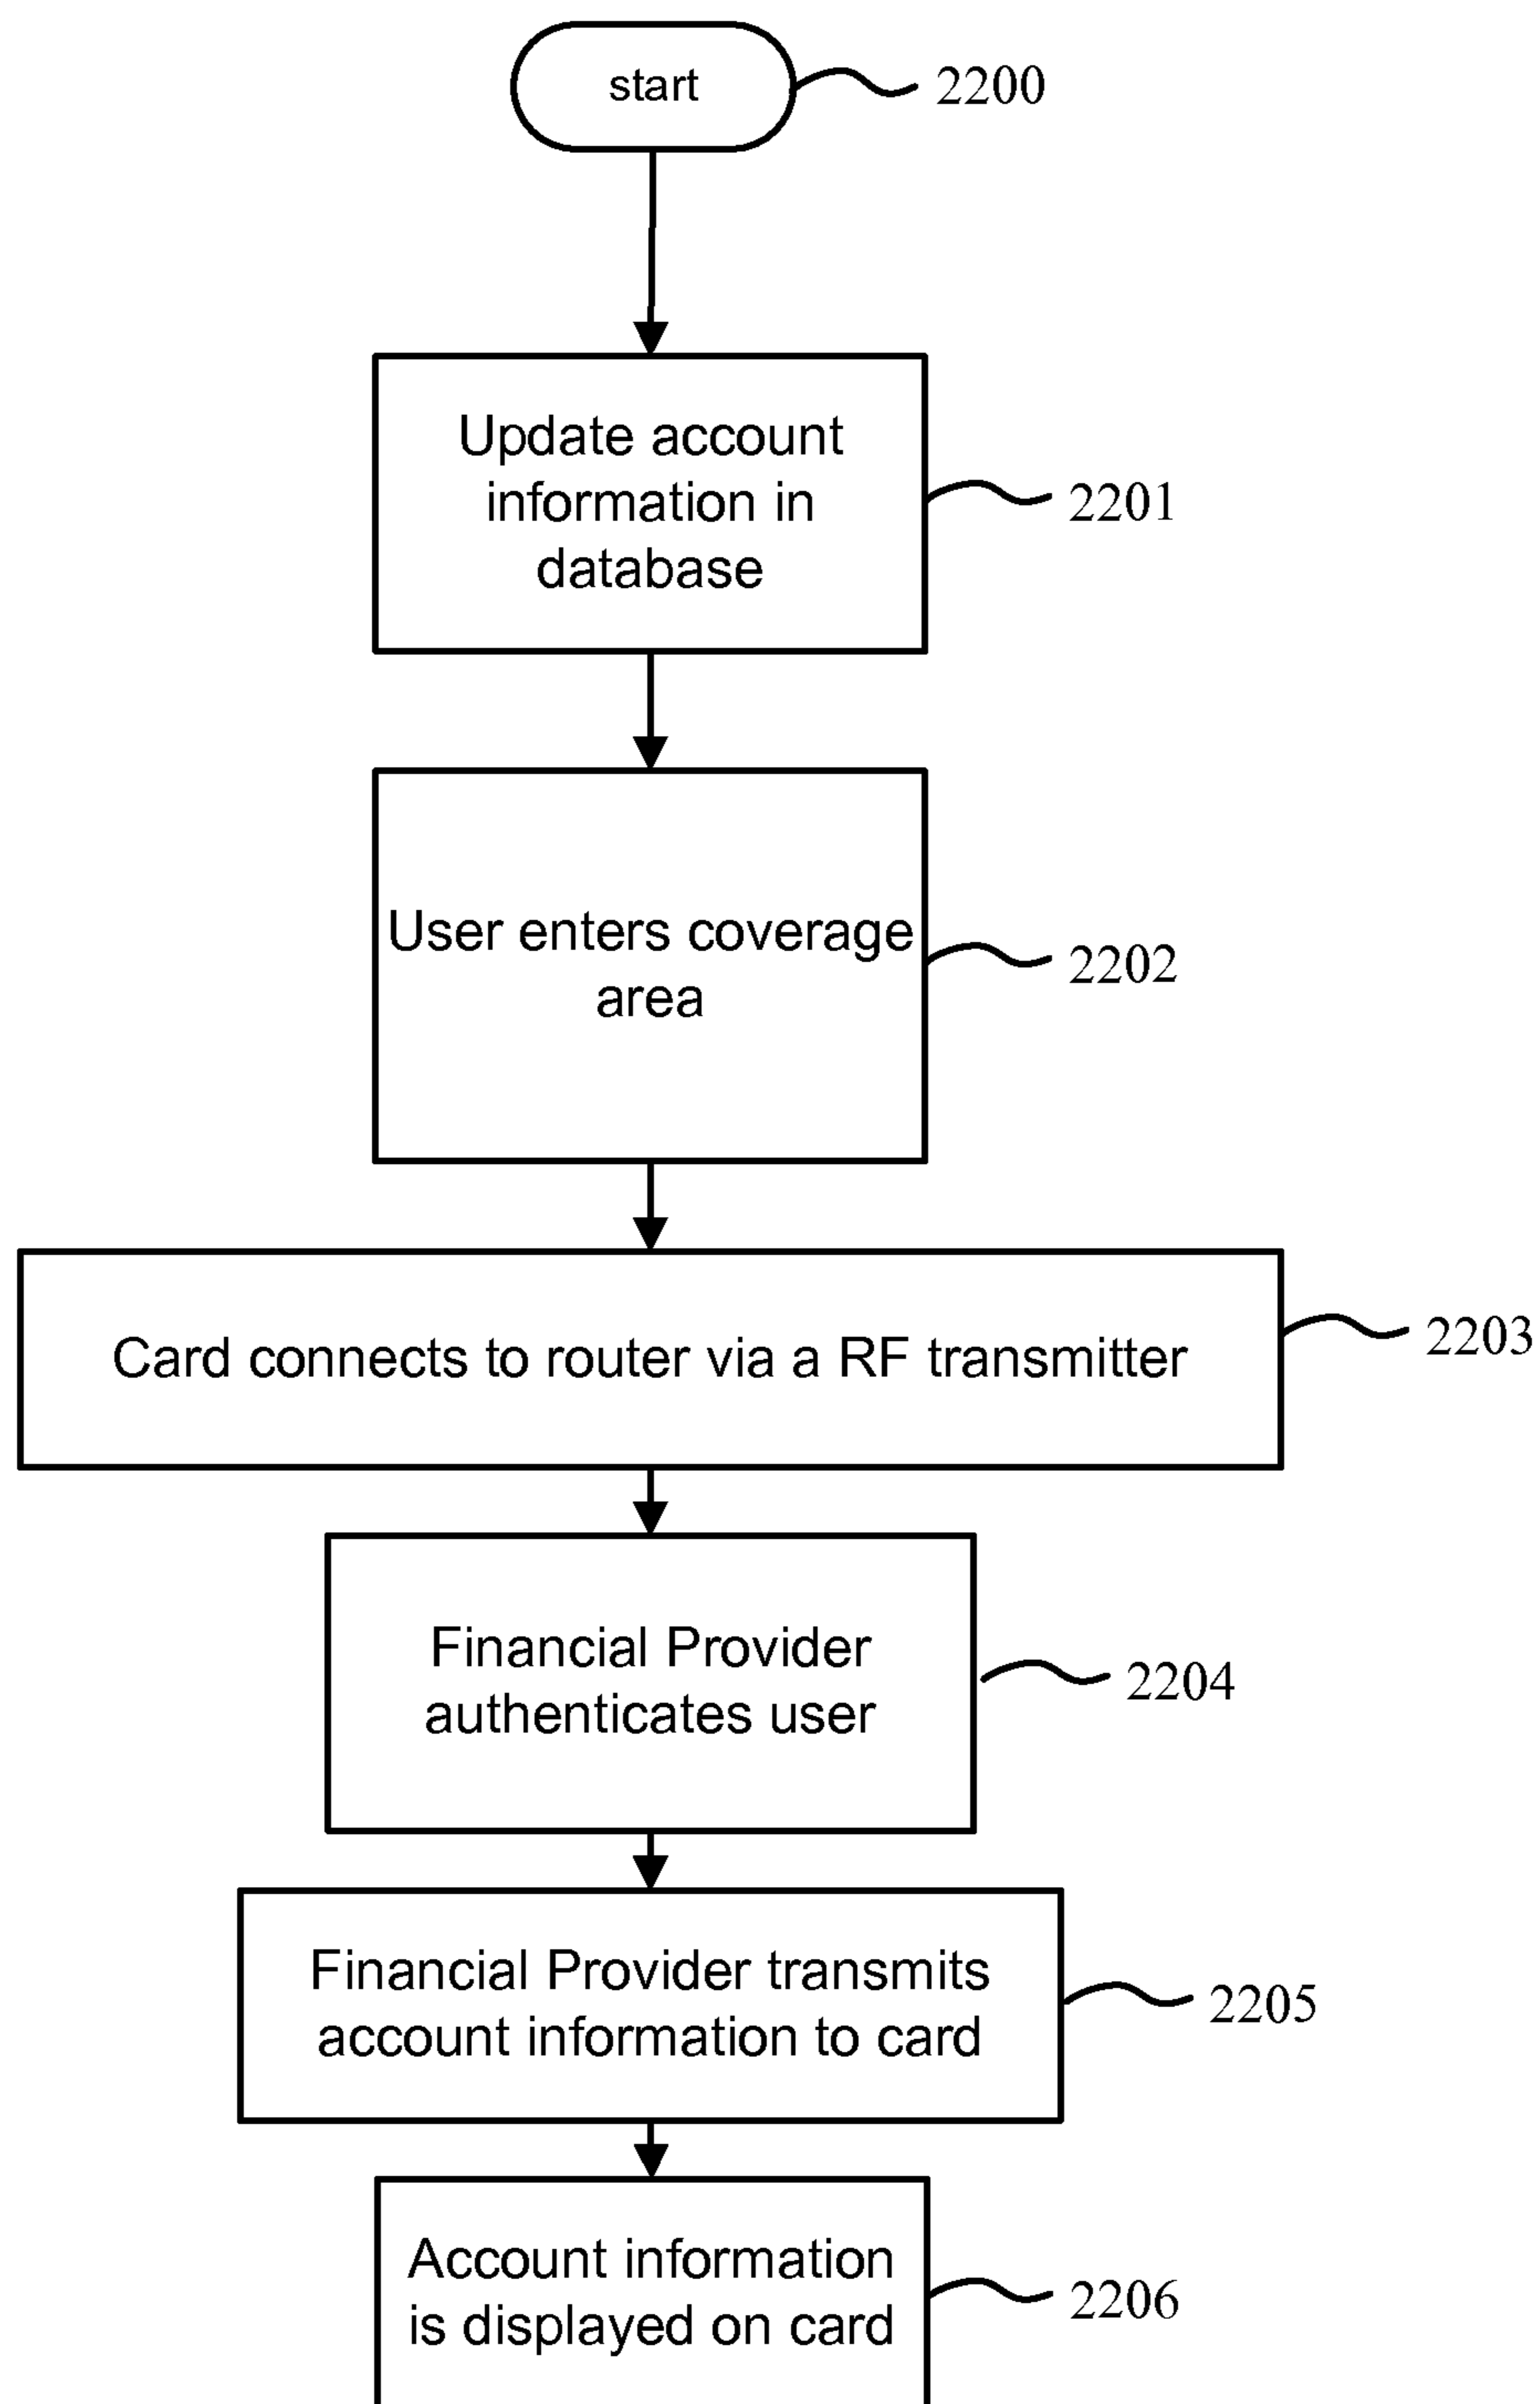 start
2200
Update account
information in
database
2201
User enters coverage
area
2202
Card connects to router via a RF transmitter
2203
Financial Provider
authenticates user
2204
Financial Provider transmits
account information to card
2205
Account information
is displayed on card
2206